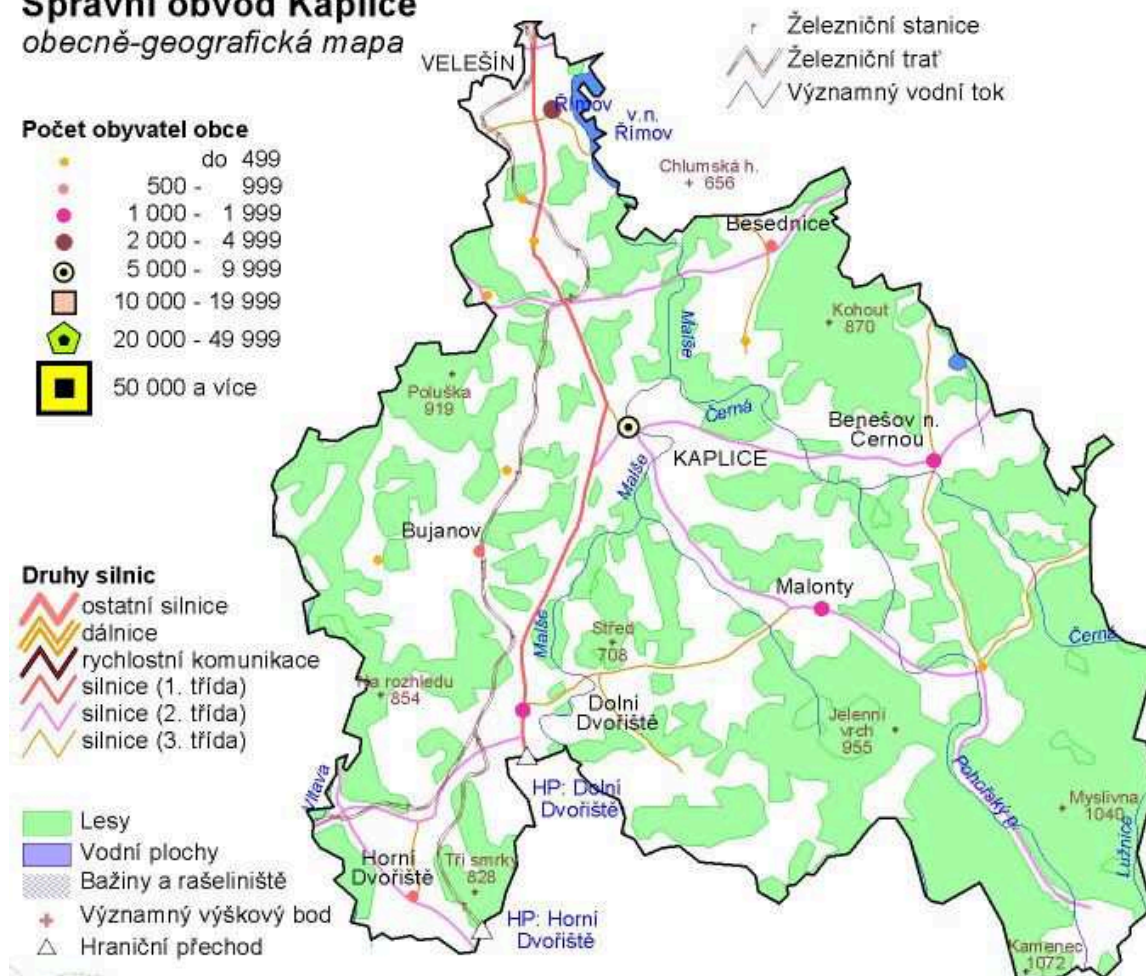 Správní obvod Kaplice
obecně-geografická mapa
Železniční stanice
Železniční trať
Významný vodní tok
Počet obyvatel obce
do 499
500 - 999
1 000 - 1 999
2 000 - 4 999
5 000 - 9 999
10 000 - 19 999
20 000 - 49 999
50 000 a více
VELEŠÍN
Římov
v.n.
Římov
Chlumská h.
+ 656
Besednice
Kohout
870
Malše
Poluška
919
Černá
Benešov n.
Černou
KAPLICE
Malše
Bujanov
Malonty
Malše
Střed
708
Černá
Na rozhledu
854
Dolní
Dvořiště
Jelenní
vrch
955
Pohořský p.
Myslivna
1040
Lužnice
Vltava
HP: Dolní
Dvořiště
Horní
Dvořiště
Tři smrky
828
HP: Horní
Dvořiště
Kamenec
1072
Druhy silnic
ostatní silnice
dálnice
rychlostní komunikace
silnice (1. třída)
silnice (2. třída)
silnice (3. třída)
Lesy
Vodní plochy
Bažiny a rašeliniště
Významný výškový bod
Hraniční přechod